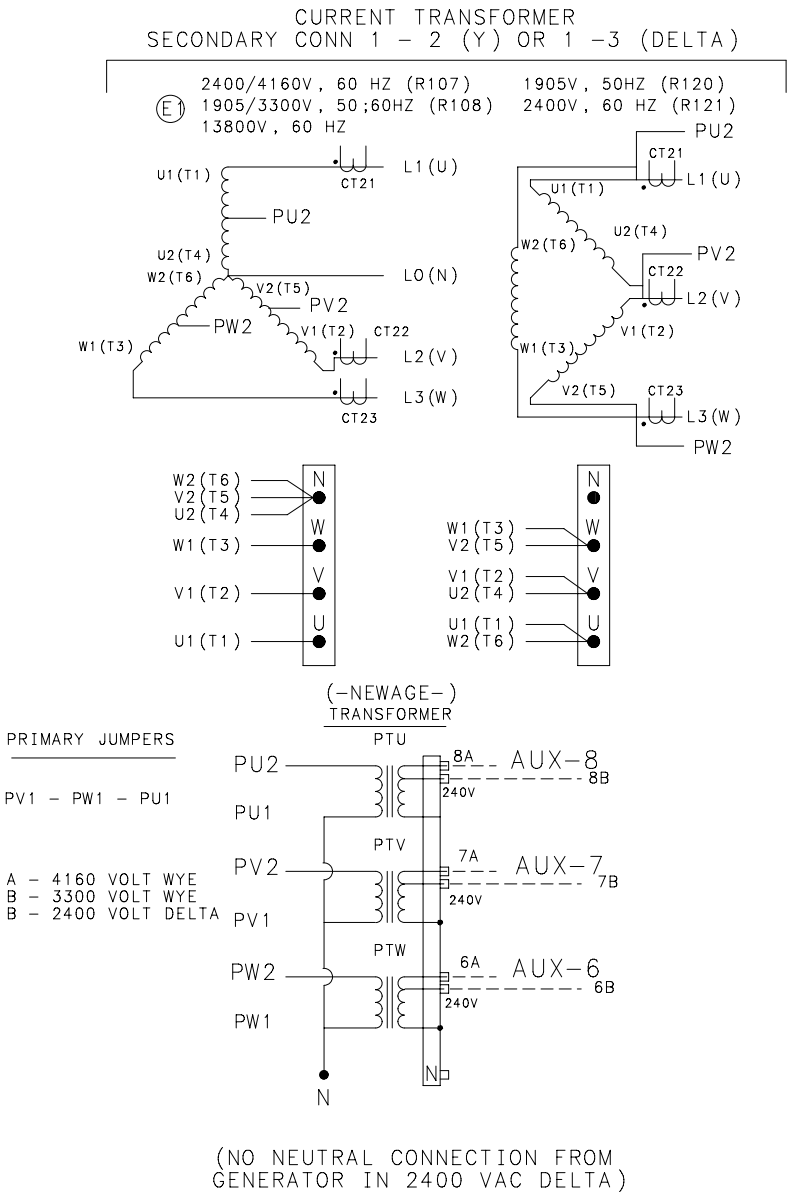 CURRENT TRANSFORMER
SECONDARY CONN 1 - 2 (Y) OR 1 -3 (DELTA)
2400/4160V, 60 HZ (R107)
E1
1905/3300V, 50;60HZ (R108)
13800V, 60 HZ
1905V, 50HZ (R120)
2400V, 60 HZ (R121)
U1(T1)
CT21
L1(U)
PU2
U2(T4)
W2(T6)
V2(T5)
L0(N)
PV2
PW2
V1(T2)
CT22
W1(T3)
L2(V)
L3(W)
CT23
PU2
CT21
U1(T1)
L1(U)
U2(T4)
W2(T6)
PV2
CT22
L2(V)
V1(T2)
W1(T3)
V2(T5)
CT23
L3(W)
PW2
W2(T6)
V2(T5)
U2(T4)
N
W1(T3)
W
V1(T2)
V
U1(T1)
U
N
W1(T3)
V2(T5)
W
V1(T2)
U2(T4)
V
U1(T1)
W2(T6)
U
(-NEWAGE-)
TRANSFORMER
PRIMARY JUMPERS
PV1 - PW1 - PU1
A - 4160 VOLT WYE
B - 3300 VOLT WYE
B - 2400 VOLT DELTA
PTU
PU2
8A
AUX-8
8B
240V
PU1
PTV
PV2
7A
AUX-7
7B
240V
PV1
PTW
PW2
6A
AUX-6
6B
240V
PW1
N
N
(NO NEUTRAL CONNECTION FROM
GENERATOR IN 2400 VAC DELTA)